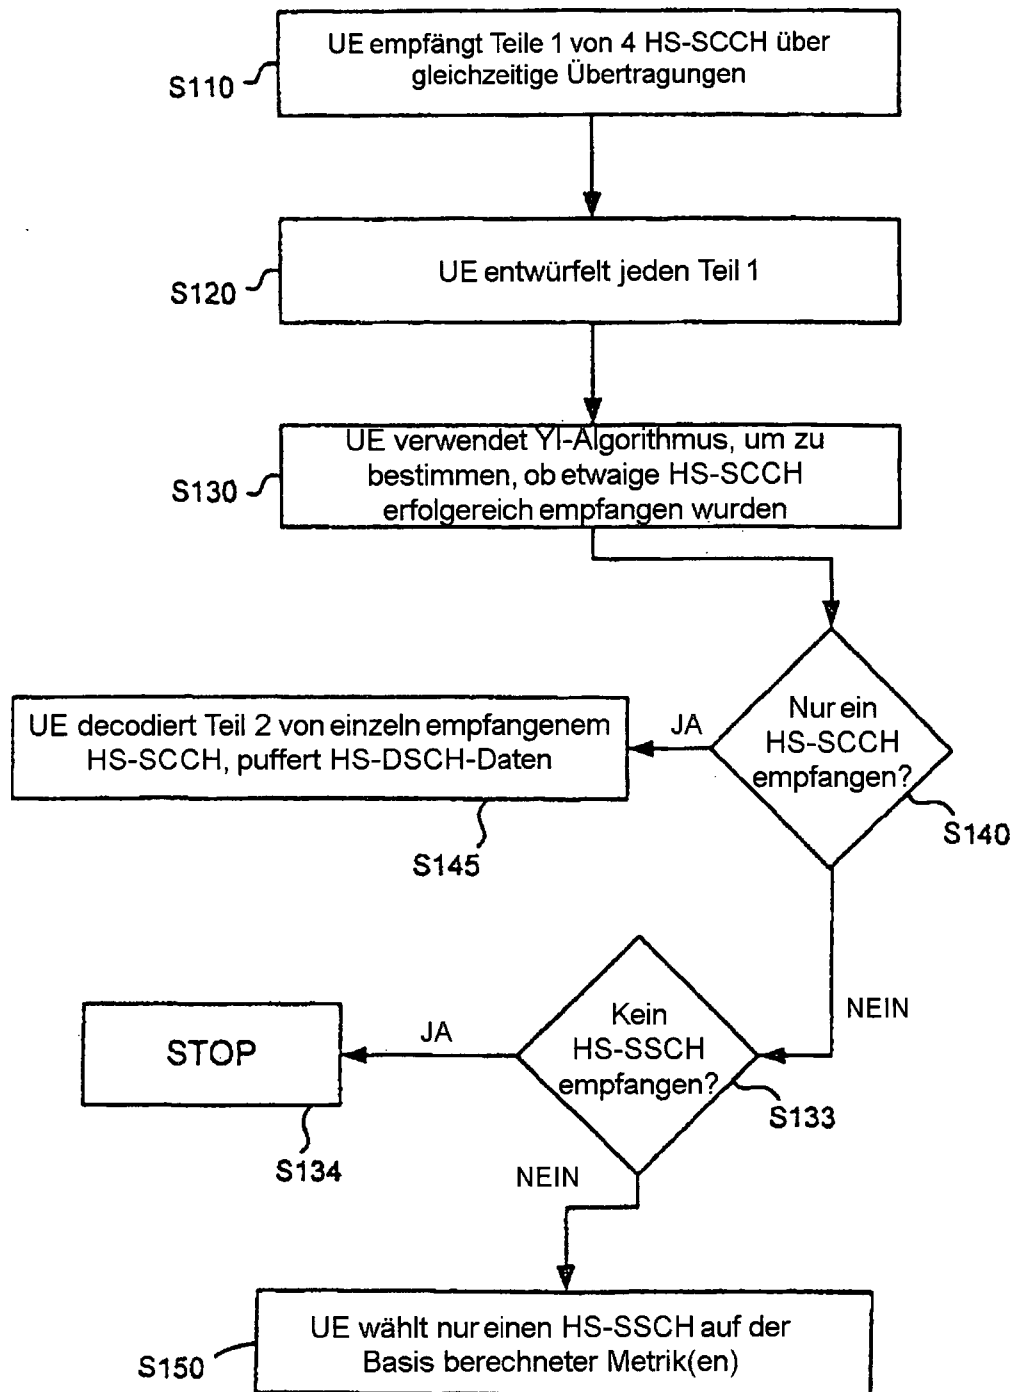 UE empfängt Teile 1 von 4 HS-SCCH über
gleichzeitige Übertragungen
S110
UE entwürfelt jeden Teil 1
S120
UE verwendet YI-Algorithmus, um zu
bestimmen, ob etwaige HS-SCCH
erfolgereich empfangen wurden
S130
Nur ein
HS-SCCH
empfangen?
S140
JA
UE decodiert Teil 2 von einzeln empfangenem
HS-SCCH, puffert HS-DSCH-Daten
S145
NEIN
Kein
HS-SSCH
empfangen?
S133
JA
STOP
S134
NEIN
UE wählt nur einen HS-SSCH auf der
Basis berechneter Metrik(en)
S150